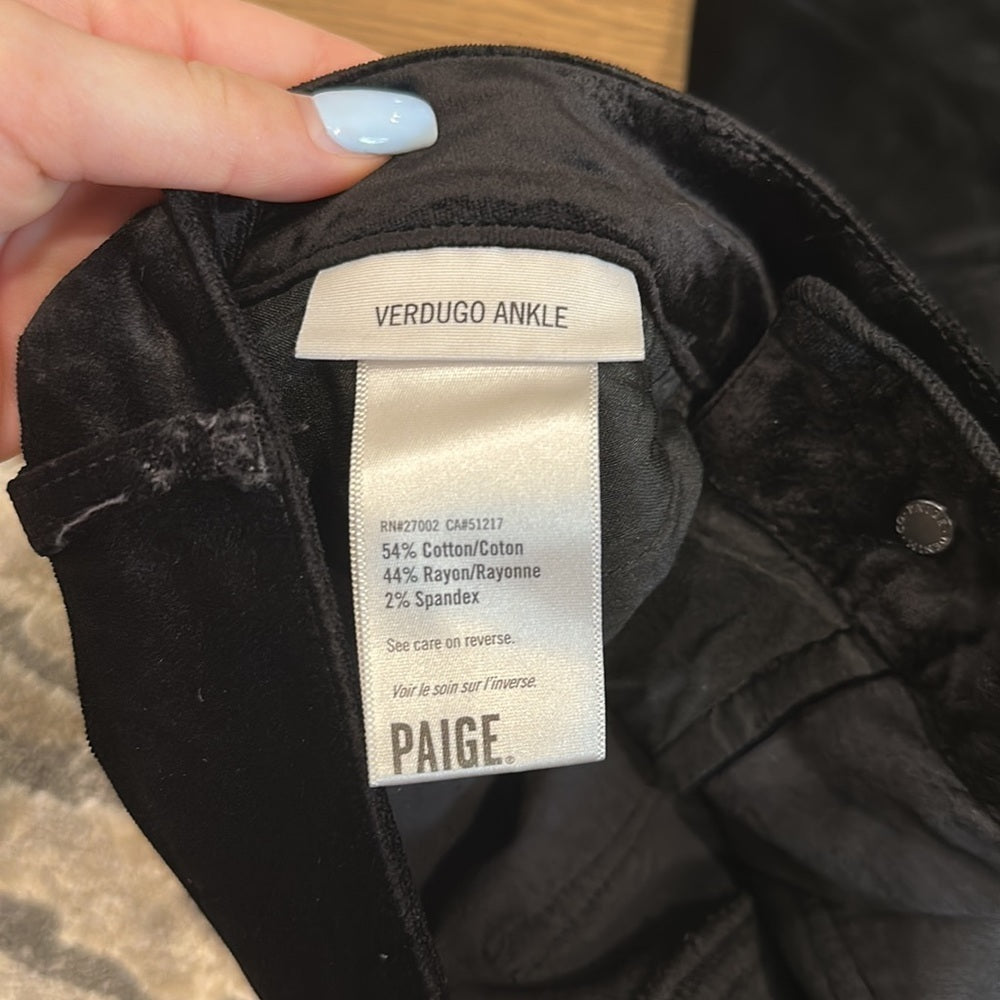 VERDUGO ANKLE
RN#27002 CA#51217
54% Cotton/Coton
44% Rayon/Rayonne
2% Spandex
See care on reverse.
Voir le soin sur l'inverse.
PAIGE®